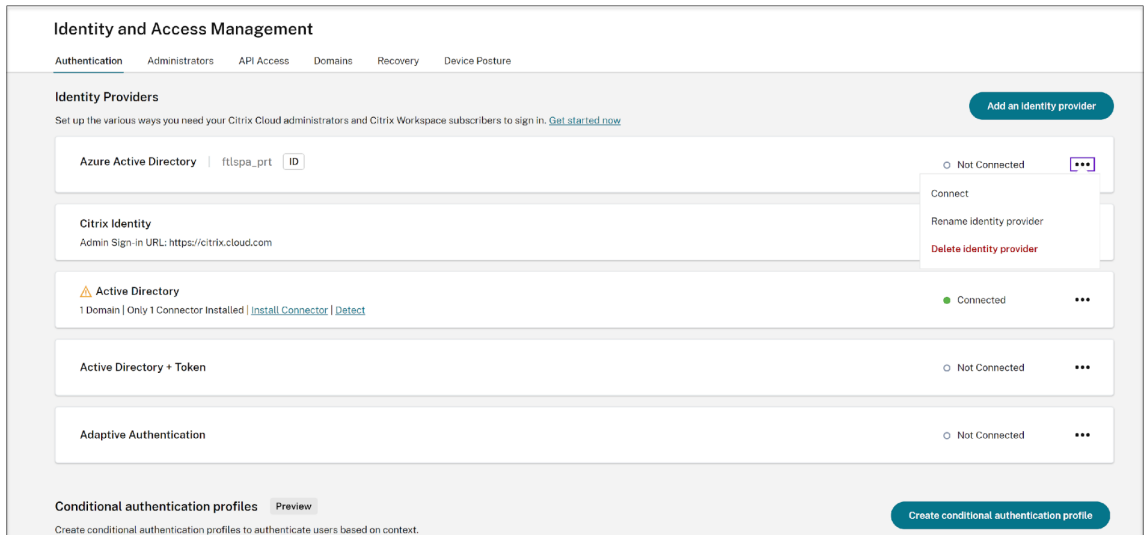 Identity and Access Management
Authentication Administrators API Access Domains Recovery Device Posture
Identity Providers
Add an identity provider
Set up the various ways you need your Citrix Cloud administrators and Citrix Workspace subscribers to sign in. Get started now
Azure Active Directory | ftlspa_prt ID Not Connected •••
Connect
Rename identity provider
Delete identity provider
Citrix Identity
Admin Sign-in URL: https://citrix.cloud.com
Active Directory
1 Domain | Only 1 Connector Installed | Install Connector | Detect
Connected •••
Active Directory + Token Not Connected •••
Adaptive Authentication Not Connected •••
Conditional authentication profiles Preview
Create conditional authentication profile
Create conditional authentication profiles to authenticate users based on context.